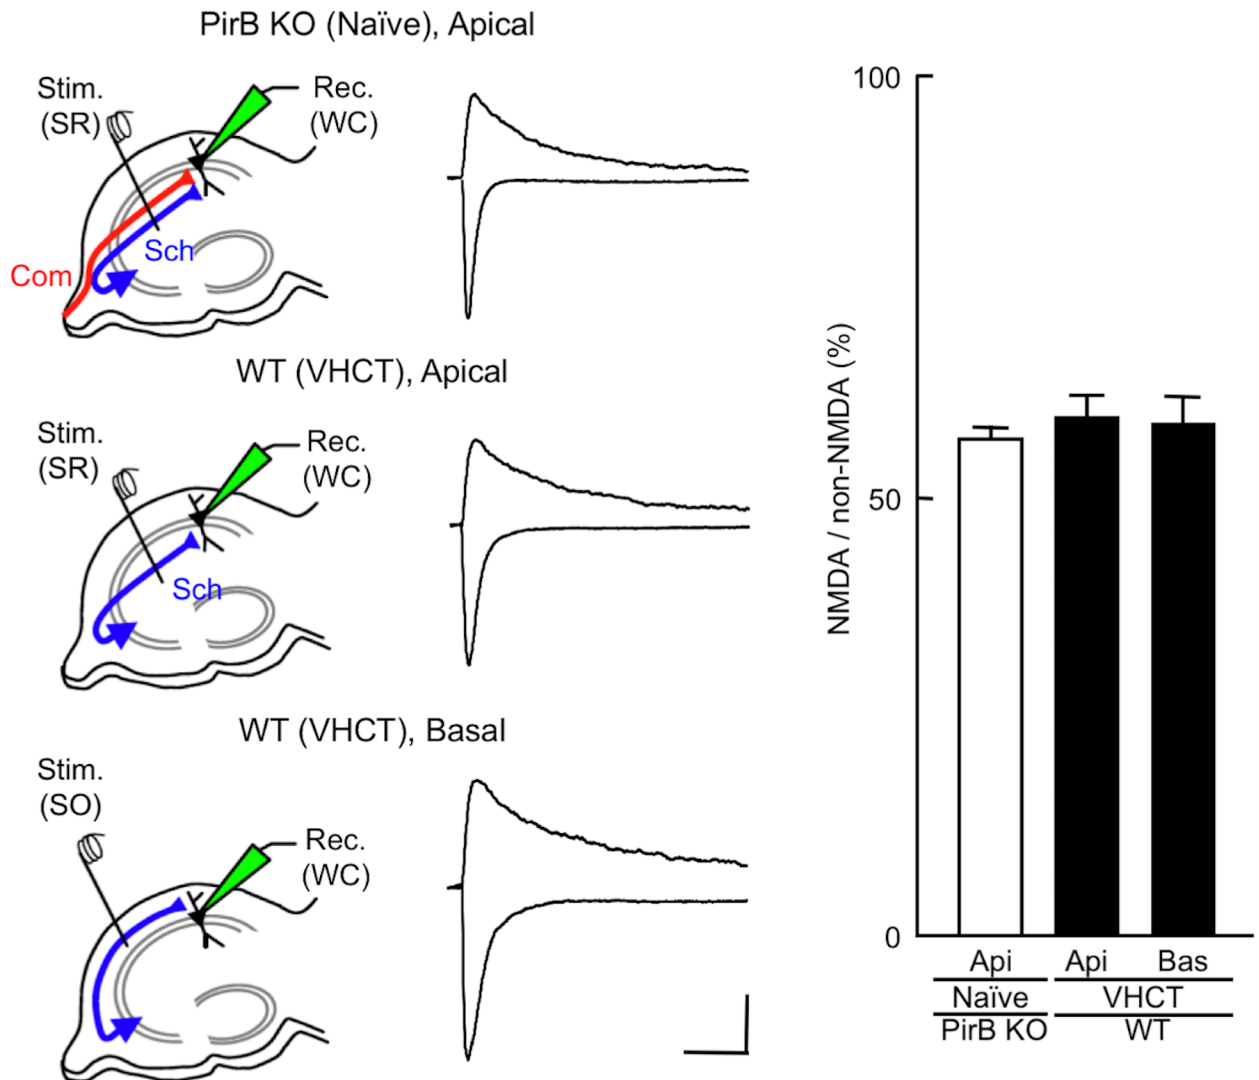 PirB KO (Naïve), Apical
Stim.
(SR)
Rec.
(WC)
Com
Sch
WT (VHCT), Apical
Stim.
(SR)
Rec.
(WC)
Sch
WT (VHCT), Basal
Stim.
(SO)
Rec.
(WC)
NMDA / non-NMDA (%)
100
50
0
Api Api Bas
Naïve VHCT
PirB KO WT